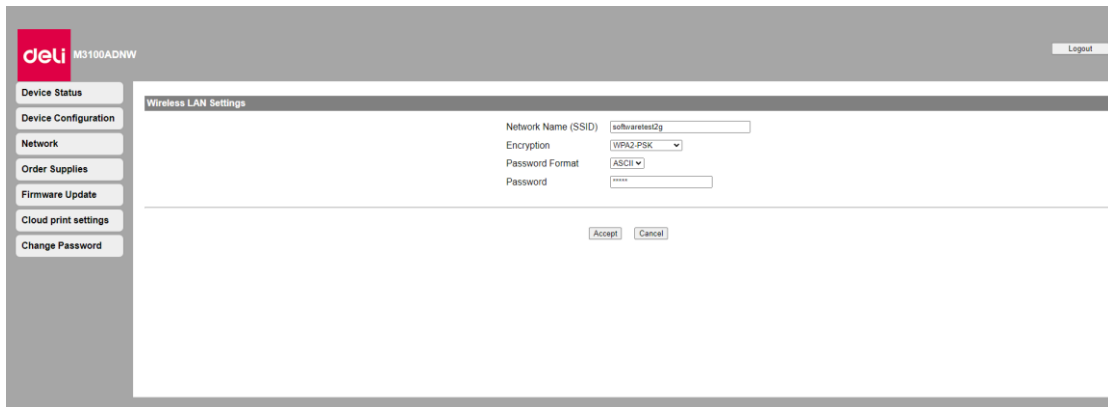 deli M3100ADNW
Logout
Device Status
Device Configuration
Network
Order Supplies
Firmware Update
Cloud print settings
Change Password
Wireless LAN Settings
Network Name (SSID) softwaretest2g
Encryption WPA2-PSK
Password Format ASCII
Password *****
Accept Cancel